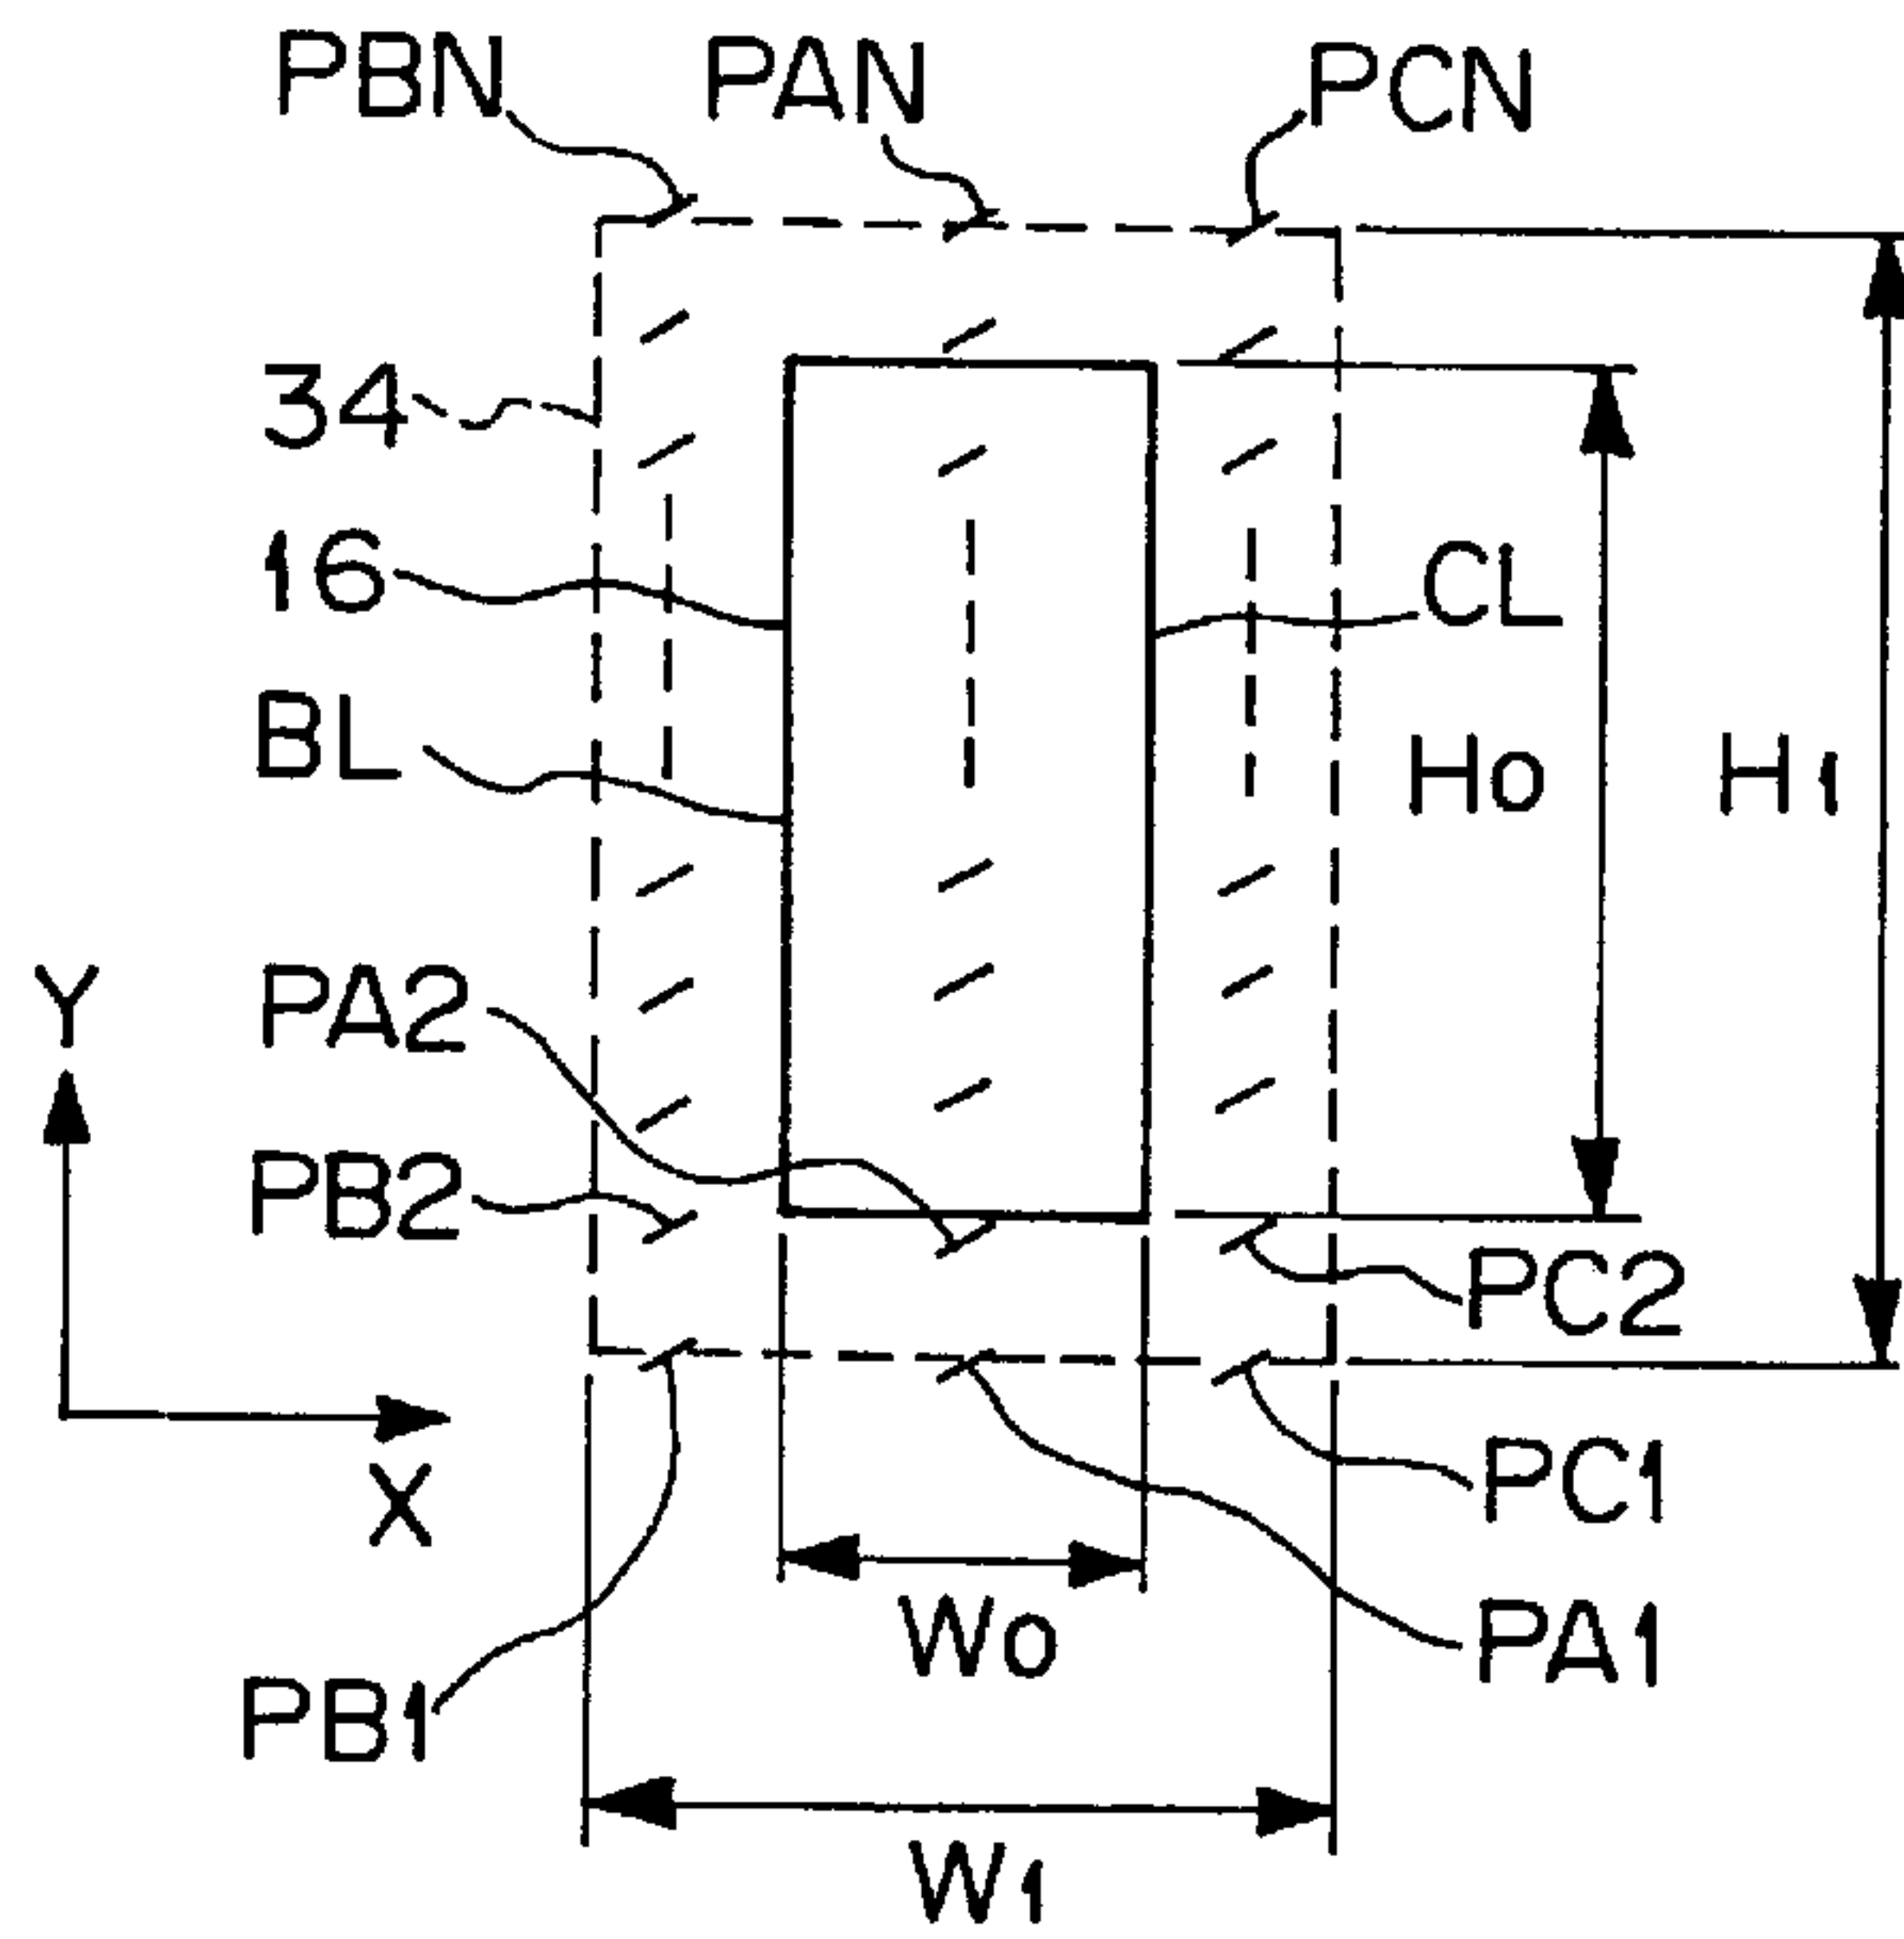 PBN PAN PCN
34
16
CL
BL
Ho
H1
Y
PA2
PB2
PC2
X
PC1
Wo
PA1
PB1
W1